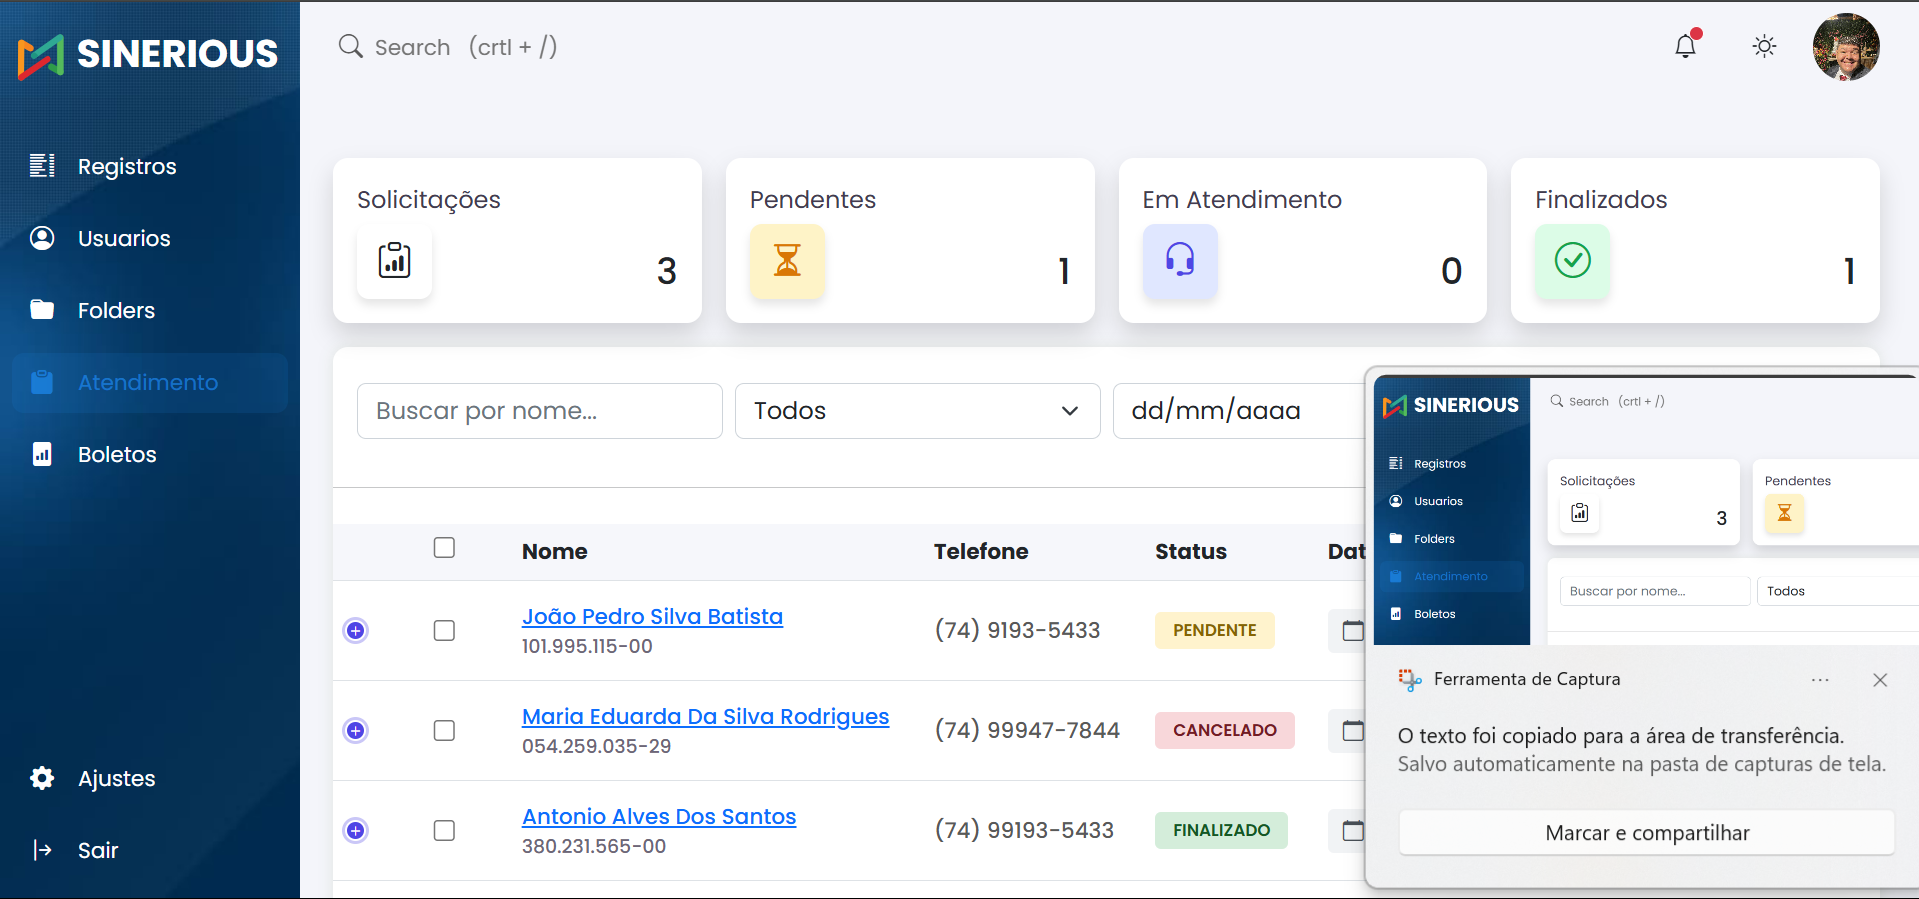 SINERIOUS
Search (crtl + /)
Registros
Usuarios
Folders
Atendimento
Boletos
Ajustes
Sair
Solicitações
3
Pendentes
1
Em Atendimento
0
Finalizados
1
Buscar por nome...
Todos
dd/mm/aaaa
Nome Telefone Status Dat
João Pedro Silva Batista (74) 9193-5433 PENDENTE
101.995.115-00
Maria Eduarda Da Silva Rodrigues (74) 99947-7844 CANCELADO
054.259.035-29
Antonio Alves Dos Santos (74) 99193-5433 FINALIZADO
380.231.565-00
SINERIOUS
Search (crtl + /)
Registros
Usuarios
Folders
Atendimento
Boletos
Solicitações
3
Pendentes
Buscar por nome...
Todos
Ferramenta de Captura
O texto foi copiado para a área de transferência.
Salvo automaticamente na pasta de capturas de tela.
Marcar e compartilhar